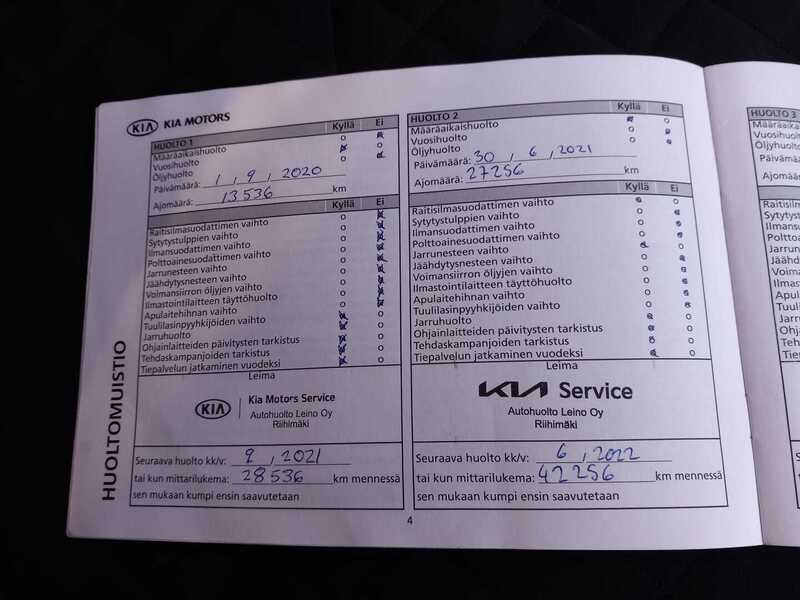 KIA KIA MOTORS
HUOLTO 1 Kyllä Ei
Määräaikaishuolto
Vuosihuolto
Öljyhuolto
Päivämäärä: 1 , 9 , 2020
Ajomäärä: 13536 km
Kyllä Ei
Raitisilmasuodattimen vaihto
Sytytystulppien vaihto
Ilmansuodattimen vaihto
Polttoainesuodattimen vaihto
Jarrunesteen vaihto
Jäähdytysnesteen vaihto
Voimansiirron öljyjen vaihto
Ilmastointilaitteen täyttöhuolto
Apulaitehihnan vaihto
Tuulilasinpyyhkijöiden vaihto
Jarruhuolto
Ohjainlaitteiden päivitysten tarkistus
Tehdaskampanjoiden tarkistus
Tiepalvelun jatkaminen vuodeksi
Leima
KIA Kia Motors Service
Autohuolto Leino Oy
Riihimäki
Seuraava huolto kk/v: 9 , 2021
tai kun mittarilukema: 28536 km mennessä
sen mukaan kumpi ensin saavutetaan
HUOLTOMUISTIO
HUOLTO 2 Kyllä Ei
Määräaikaishuolto
Vuosihuolto
Öljyhuolto
Päivämäärä: 30 , 6 , 2021
Ajomäärä: 27256 km
Kyllä Ei
Raitisilmasuodattimen vaihto
Sytytystulppien vaihto
Ilmansuodattimen vaihto
Polttoainesuodattimen vaihto
Jarrunesteen vaihto
Jäähdytysnesteen vaihto
Voimansiirron öljyjen vaihto
Ilmastointilaitteen täyttöhuolto
Apulaitehihnan vaihto
Tuulilasinpyyhkijöiden vaihto
Jarruhuolto
Ohjainlaitteiden päivitysten tarkistus
Tehdaskampanjoiden tarkistus
Tiepalvelun jatkaminen vuodeksi
Leima
KIA Service
Autohuolto Leino Oy
Riihimäki
Seuraava huolto kk/v: 6 , 2022
tai kun mittarilukema: 42256 km mennessä
sen mukaan kumpi ensin saavutetaan
4
HUOLTO 3